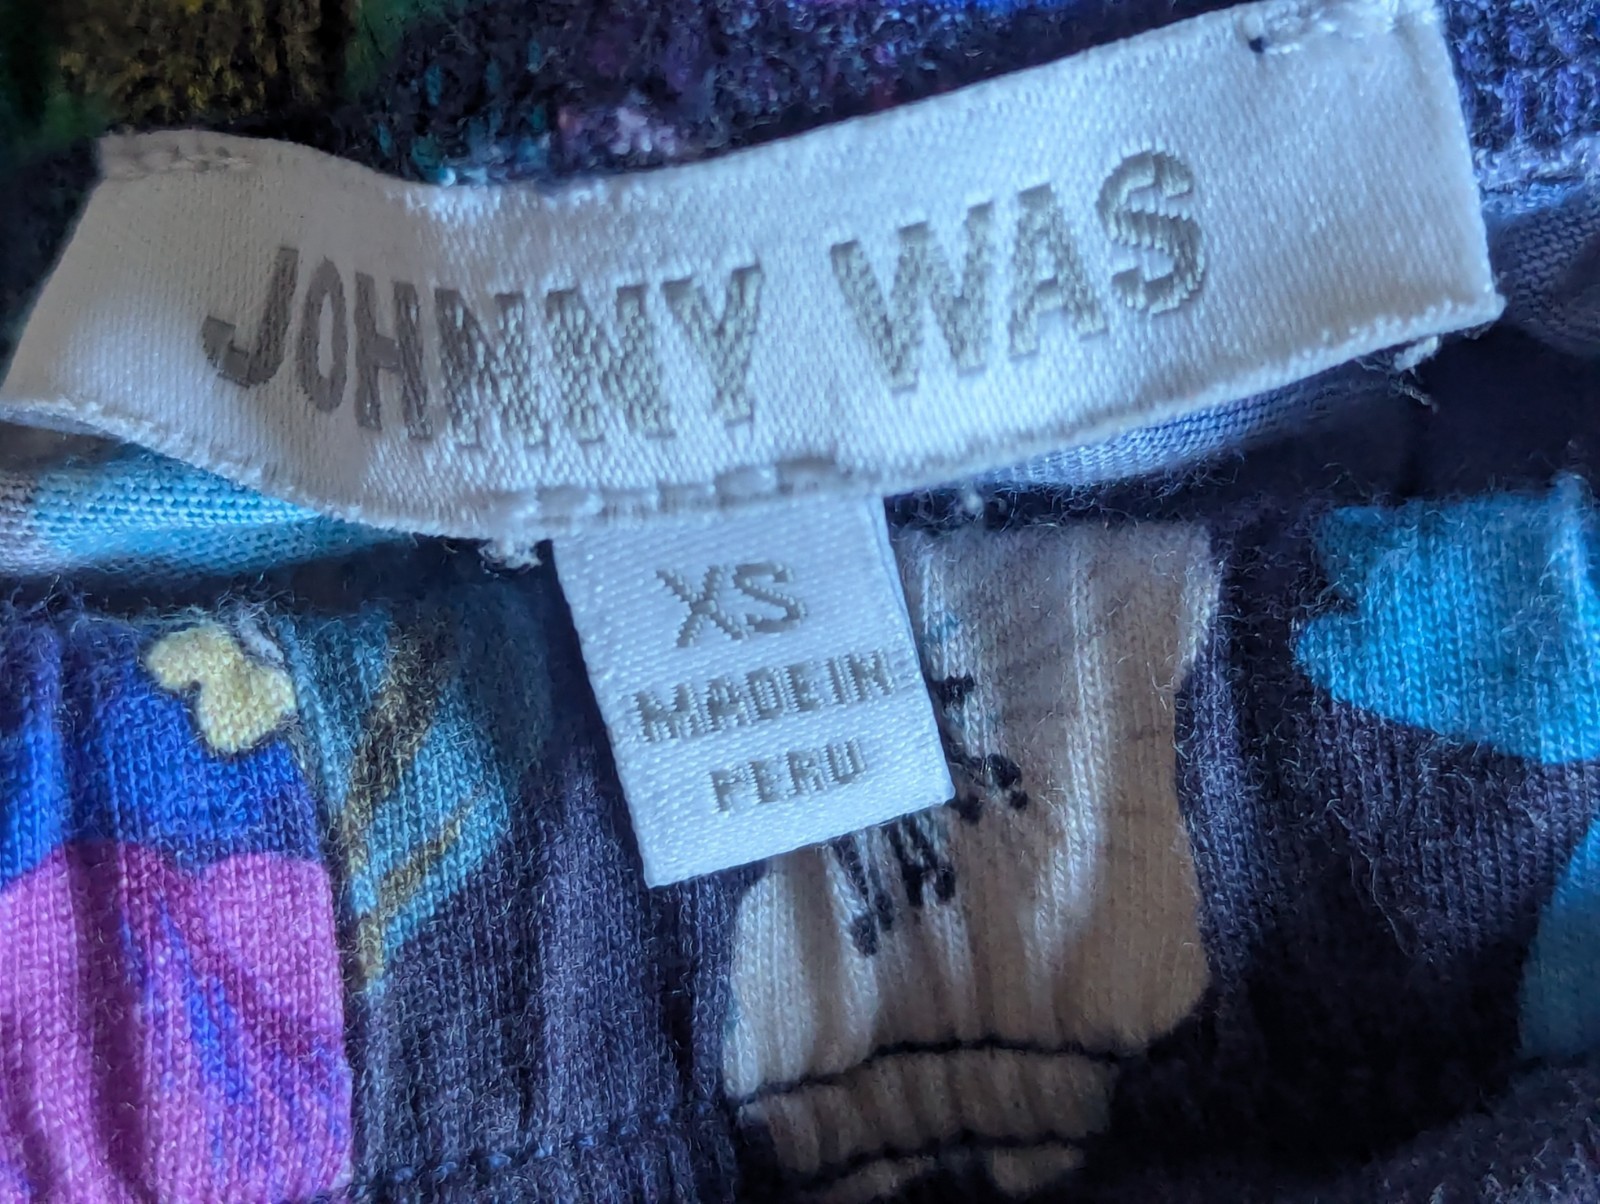 JOHNNY WAS
XS
MADE IN
PERU